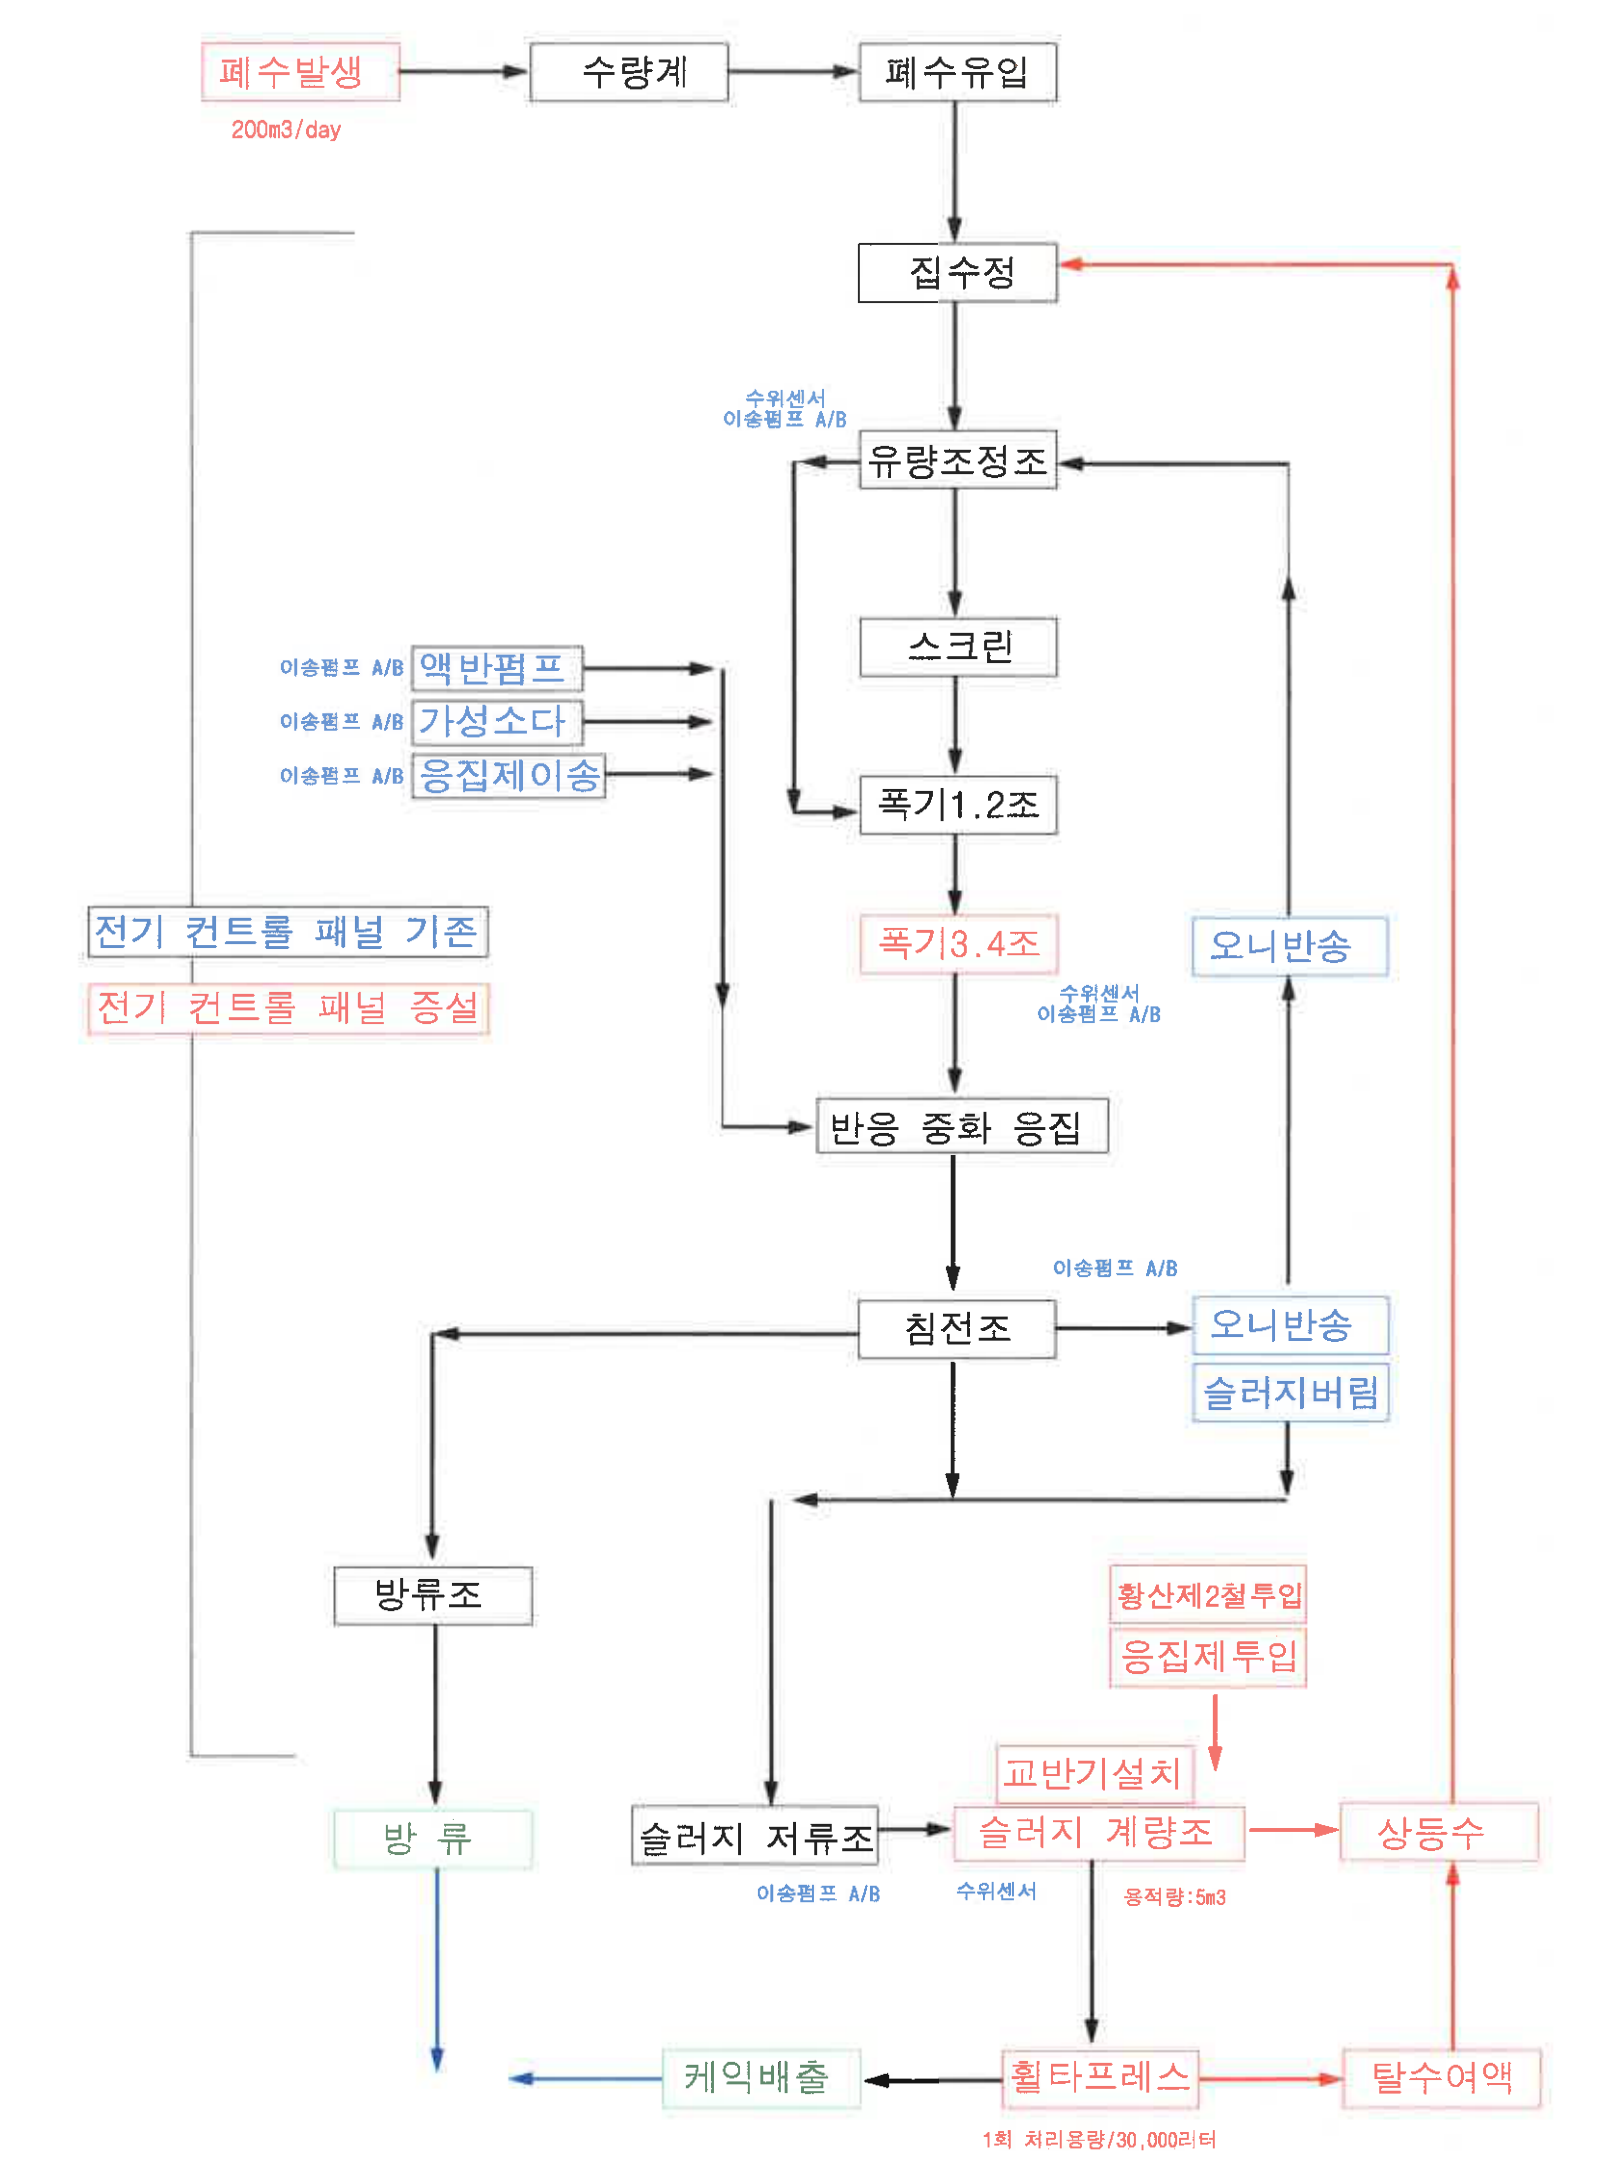 폐수발생
수량계
폐수유입
200m3/day
집수정
수위센서
이송펌프 A/B
유량조정조
스크린
이송펌프 A/B
액반펌프
이송펌프 A/B
가성소다
이송펌프 A/B
응집제이송
폭기1.2조
전기 컨트롤 패널 기존
폭기3.4조
오니반송
전기 컨트롤 패널 증설
수위센서
이송펌프 A/B
반응 중화 응집
이송펌프 A/B
침전조
오니반송
슬러지버림
방류조
황산제2철투입
응집제투입
교반기설치
방 류
슬러지 저류조
슬러지 계량조
상등수
이송펌프 A/B
수위센서
용적량:5m3
케익배출
휠타프레스
탈수여액
1회 처리용량/30,000리터